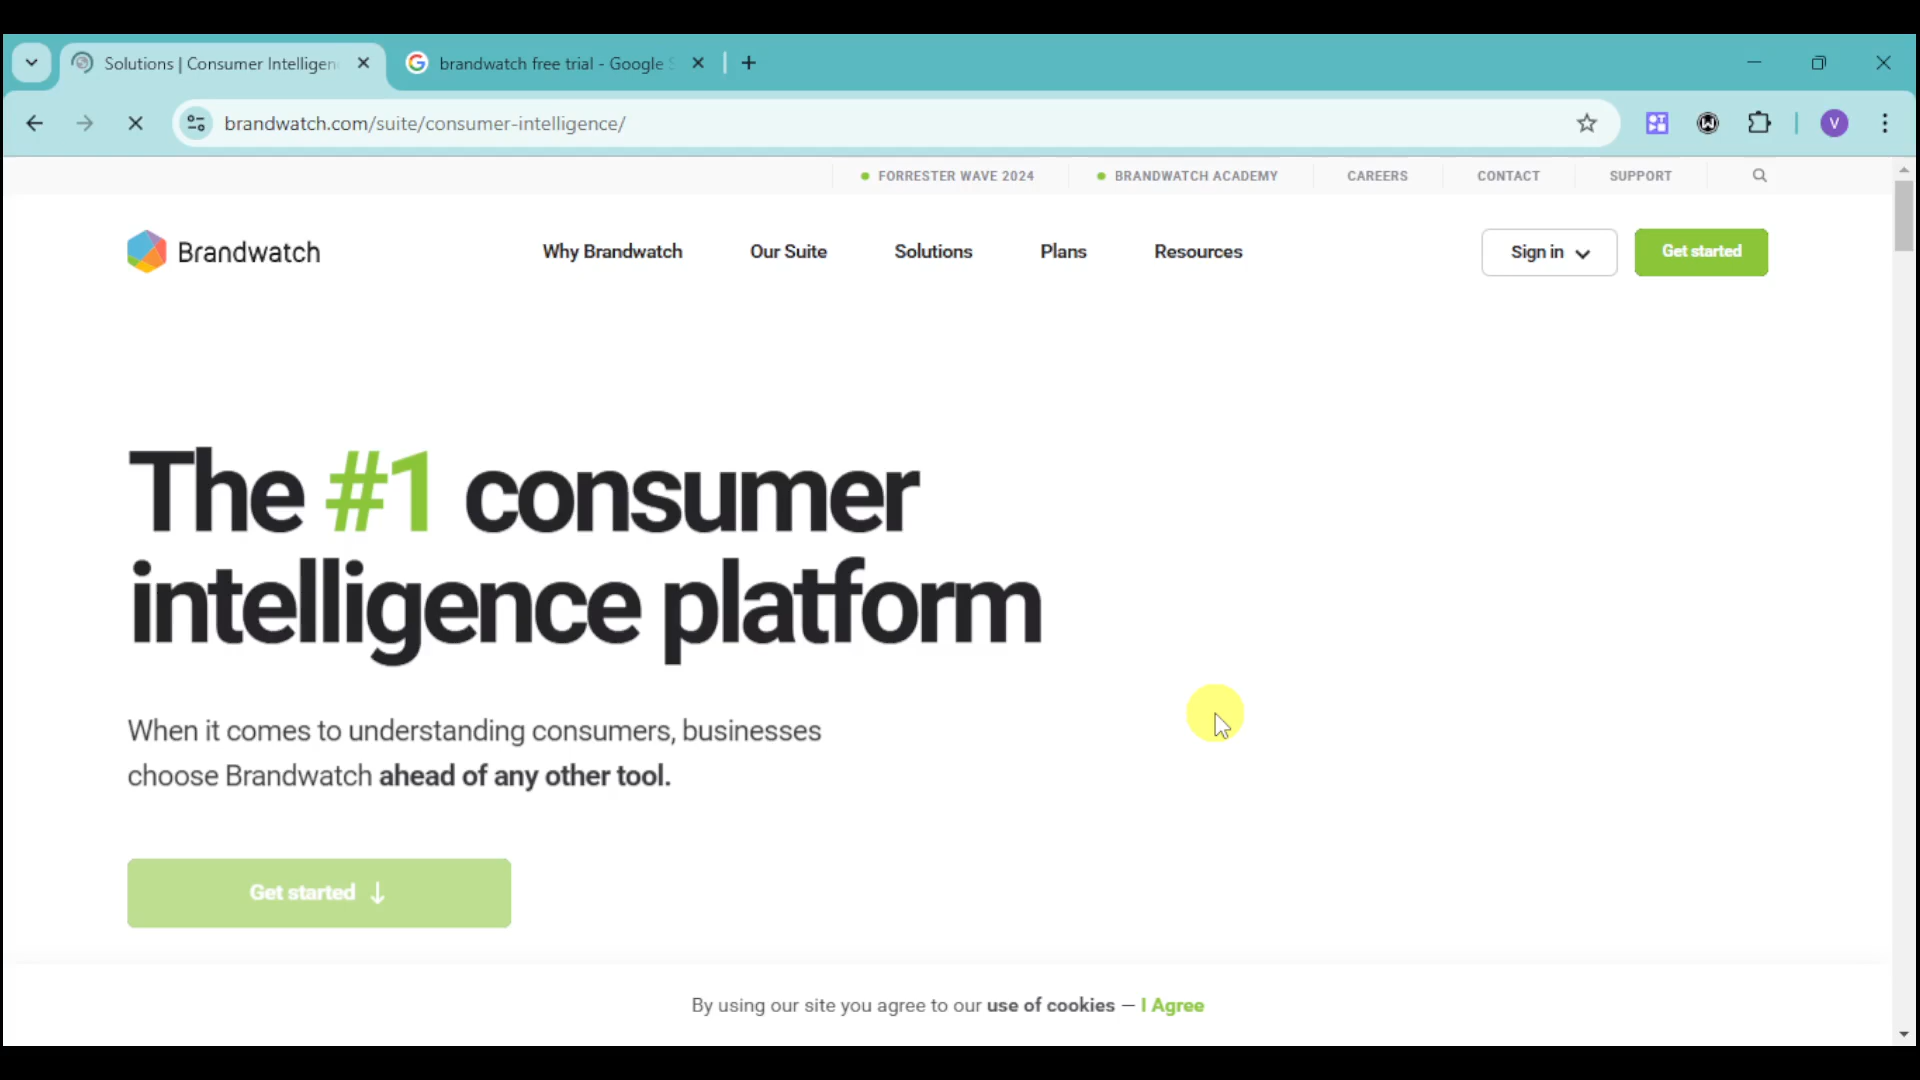 Solutions | Consumer Intelligen
brandwatch free trial - Google S
brandwatch.com/suite/consumer-intelligence/
V
FORRESTER WAVE 2024
BRANDWATCH ACADEMY
CAREERS
CONTACT
SUPPORT
Brandwatch
Why Brandwatch
Our Suite
Solutions
Plans
Resources
Sign in
Get started
The #1 consumer
intelligence platform
When it comes to understanding consumers, businesses
choose Brandwatch ahead of any other tool.
Get started ↓
By using our site you agree to our use of cookies — I Agree